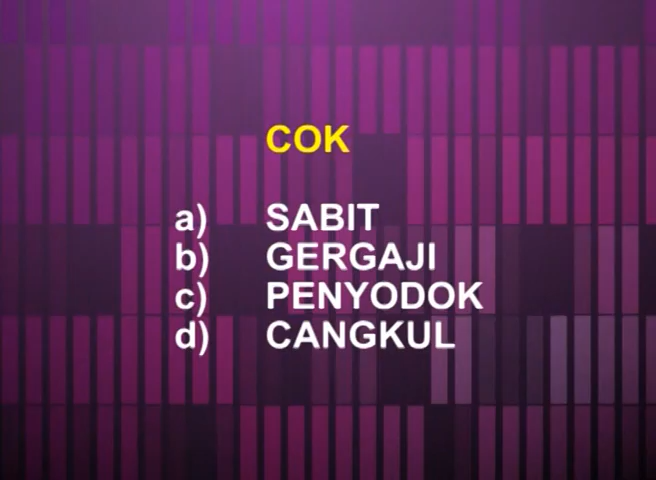 COK
a) SABIT
b) GERGAJI
c) PENYODOK
d) CANGKUL